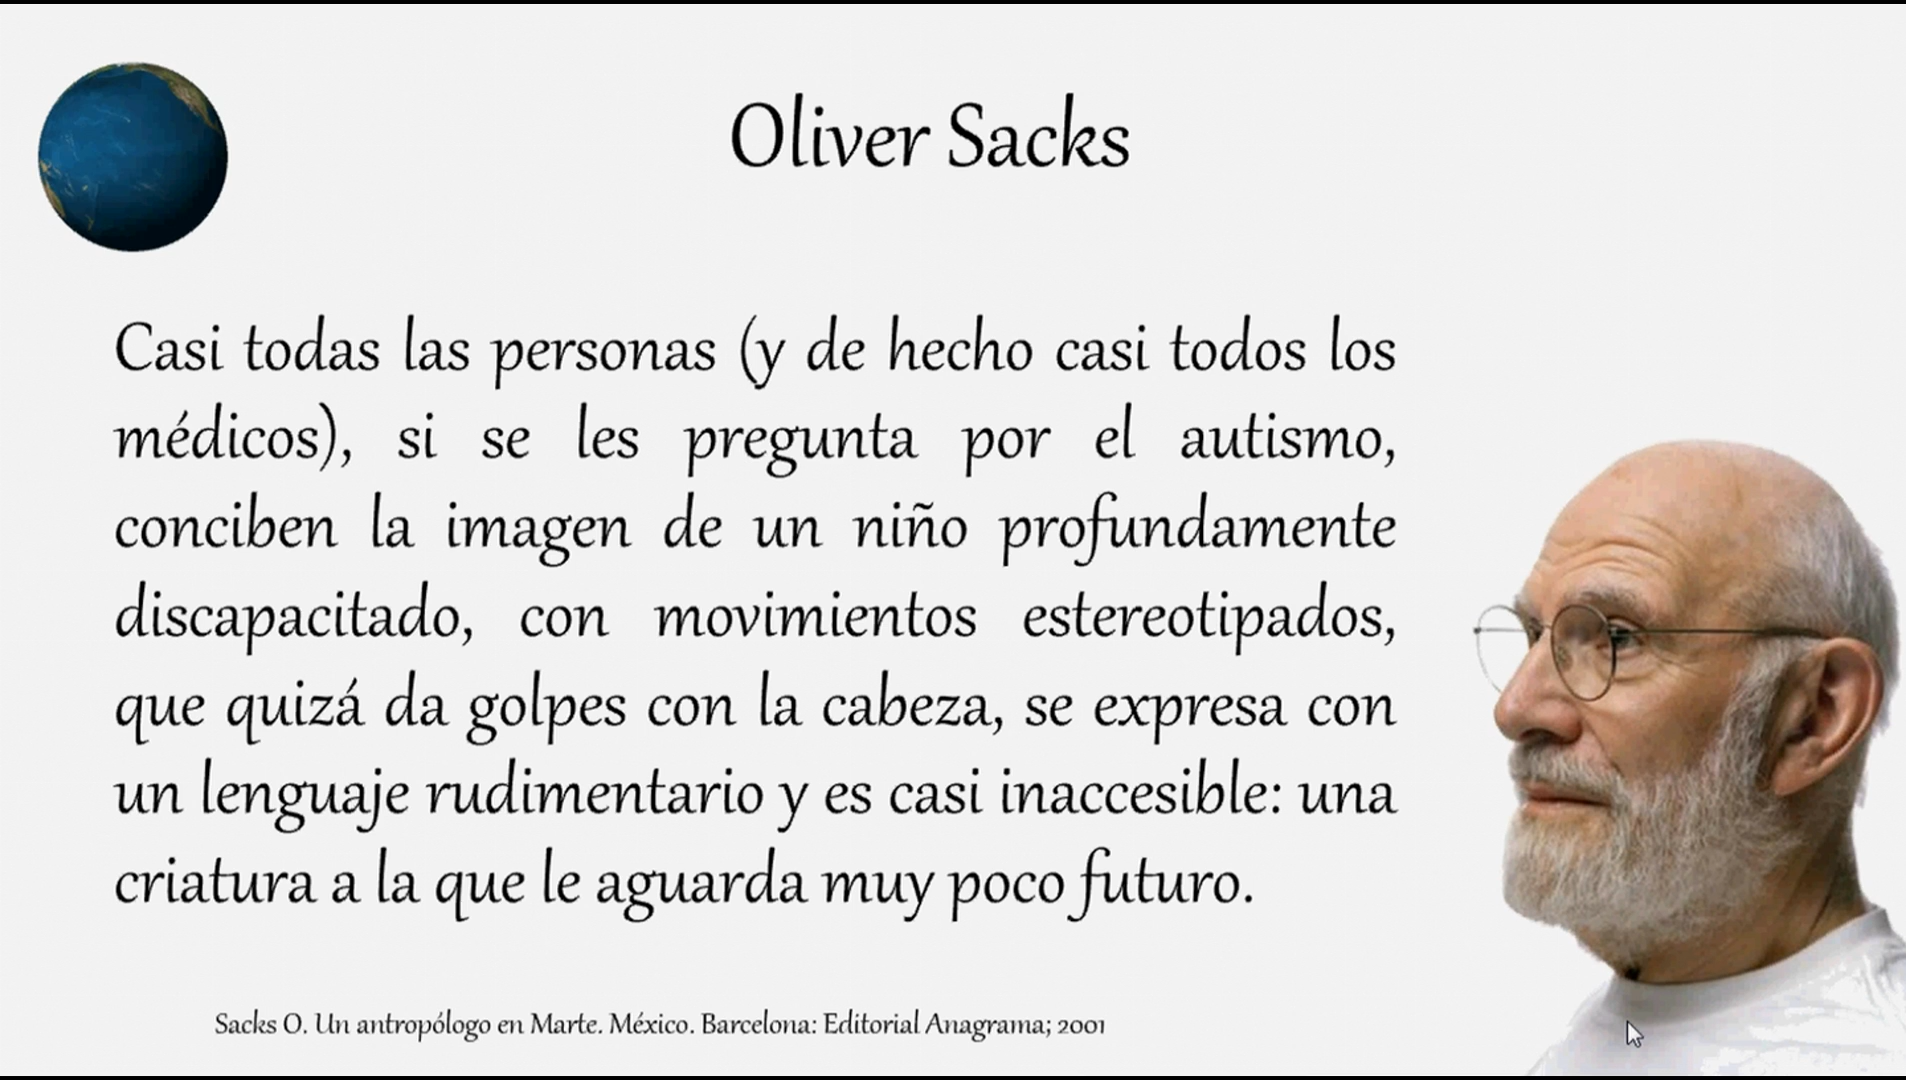 Oliver Sacks
Casi todas las personas (y de hecho casi todos los
médicos), si se les pregunta por el autismo,
conciben la imagen de un niño profundamente
discapacitado, con movimientos estereotipados,
que quizá da golpes con la cabeza, se expresa con
un lenguaje rudimentario y es casi inaccesible: una
criatura a la que le aguarda muy poco futuro.
Sacks O. Un antropólogo en Marte. México. Barcelona: Editorial Anagrama; 2001